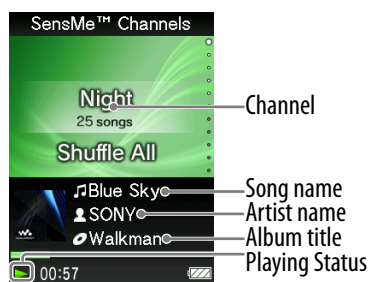 SensMe™ Channels
Night
25 songs
Channel
Shuffle All
Blue Sky
Song name
SONY
Artist name
Walkman
Album title
Playing Status
00:57